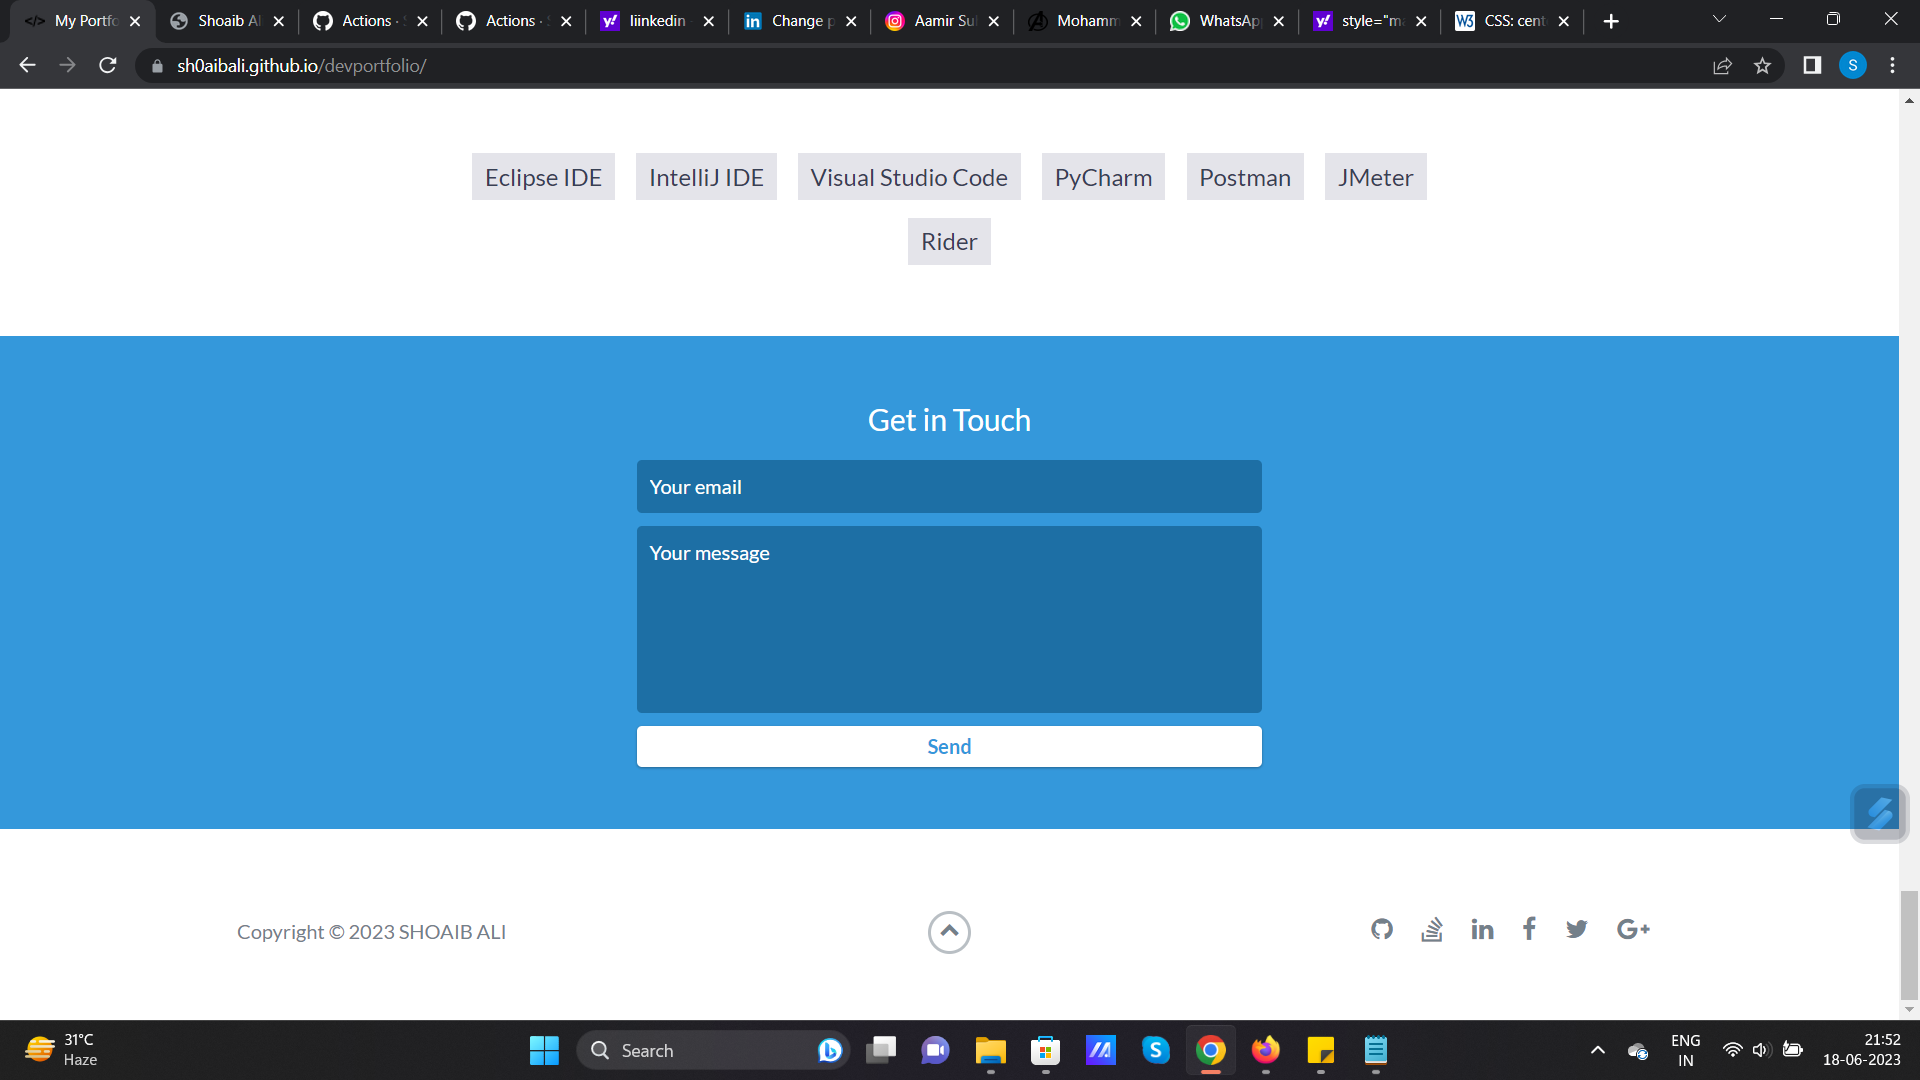 My Portfo
Shoaib Al
Actions ·
Actions ·
liinkedin
Change p
Aamir Su
Mohamm
WhatsAp
style="ma
CSS: cent
sh0aibali.github.io/devportfolio/
S
Eclipse IDE
IntelliJ IDE
Visual Studio Code
PyCharm
Postman
JMeter
Rider
Get in Touch
Your email
Your message
Send
Copyright © 2023 SHOAIB ALI
31°C
Haze
Search
ENG
IN
21:52
18-06-2023